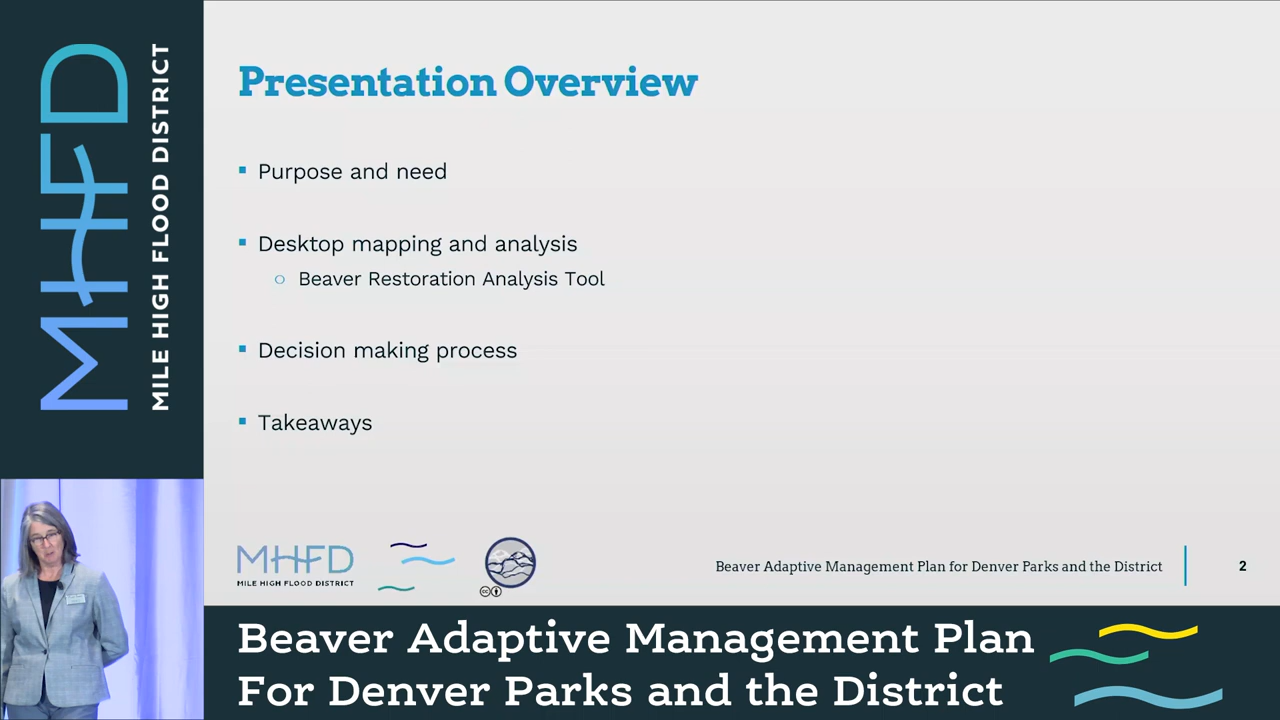 MHFD
MILE HIGH FLOOD DISTRICT
Presentation Overview
Purpose and need
Desktop mapping and analysis
Beaver Restoration Analysis Tool
Decision making process
Takeaways
MHFD
MILE HIGH FLOOD DISTRICT
Beaver Adaptive Management Plan for Denver Parks and the District
2
Beaver Adaptive Management Plan
For Denver Parks and the District